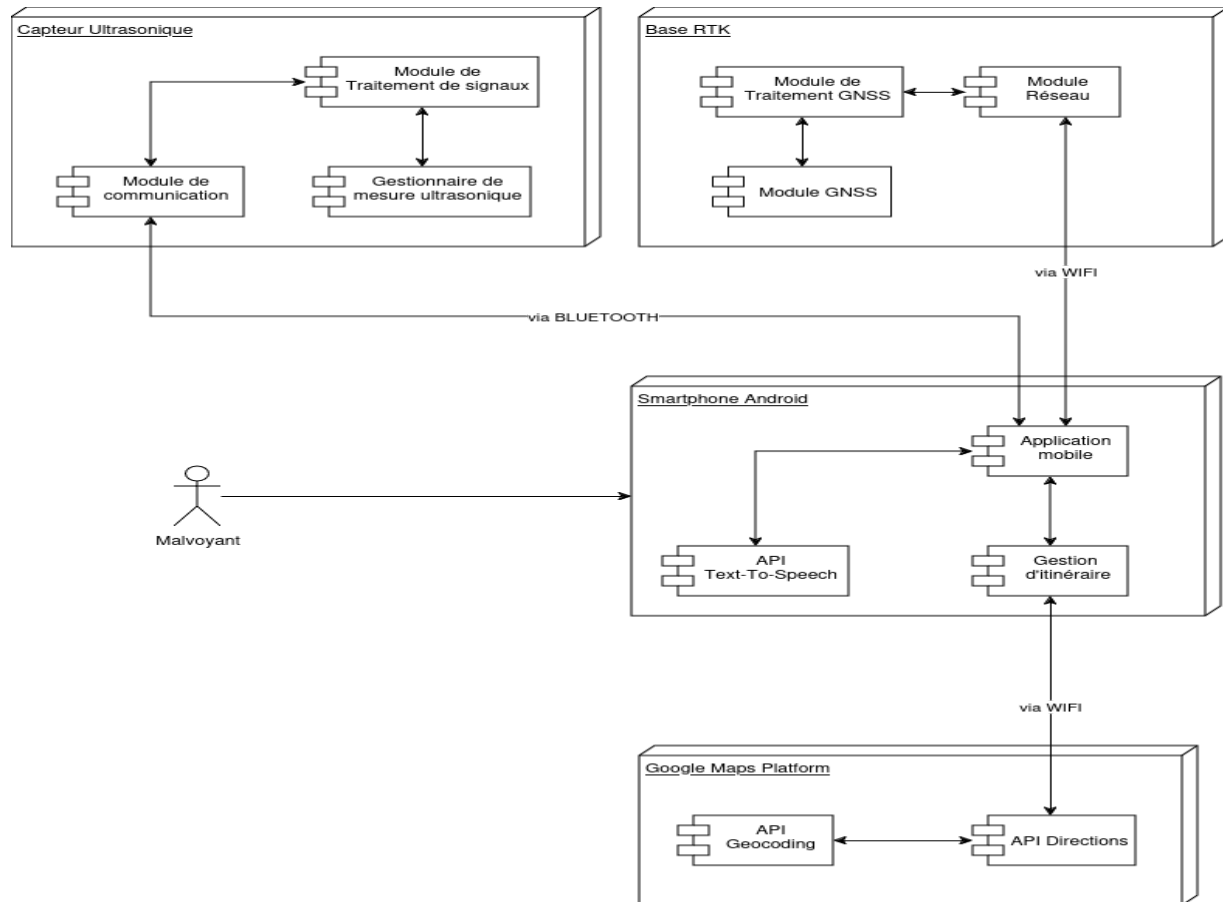 Capteur Ultrasonique
Module de
Traitement de signaux
Module de
communication
Gestionnaire de
mesure ultrasonique
Base RTK
Module de
Traitement GNSS
Module
Réseau
Module GNSS
via WIFI
via BLUETOOTH
Smartphone Android
Application
mobile
Malvoyant
API
Text-To-Speech
Gestion
d'itinéraire
via WIFI
Google Maps Platform
API
Geocoding
API Directions